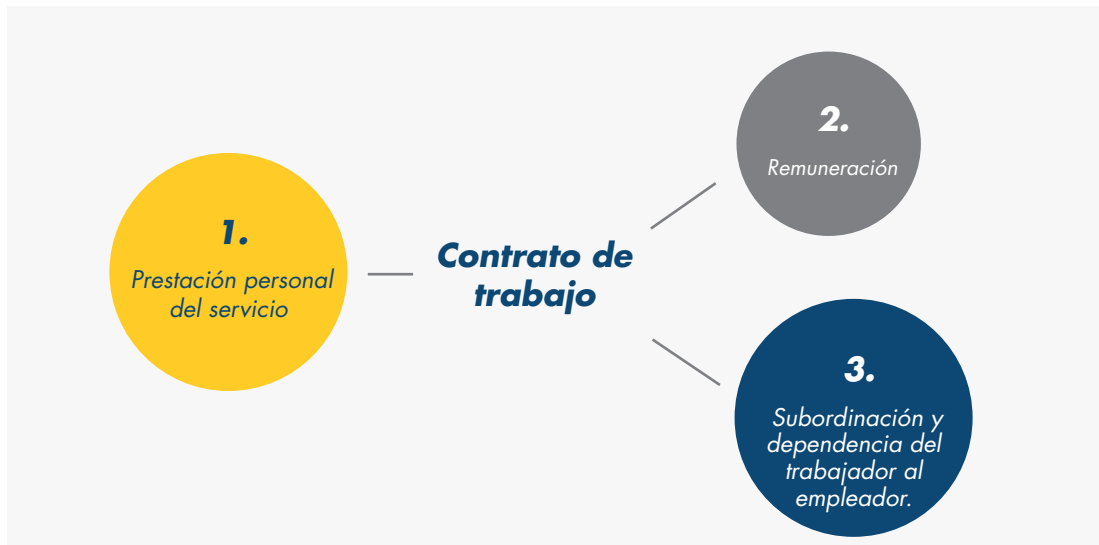 1.
Prestación personal
del servicio
Contrato de
trabajo
2.
Remuneración
3.
Subordinación y
dependencia del
trabajador al
empleador.